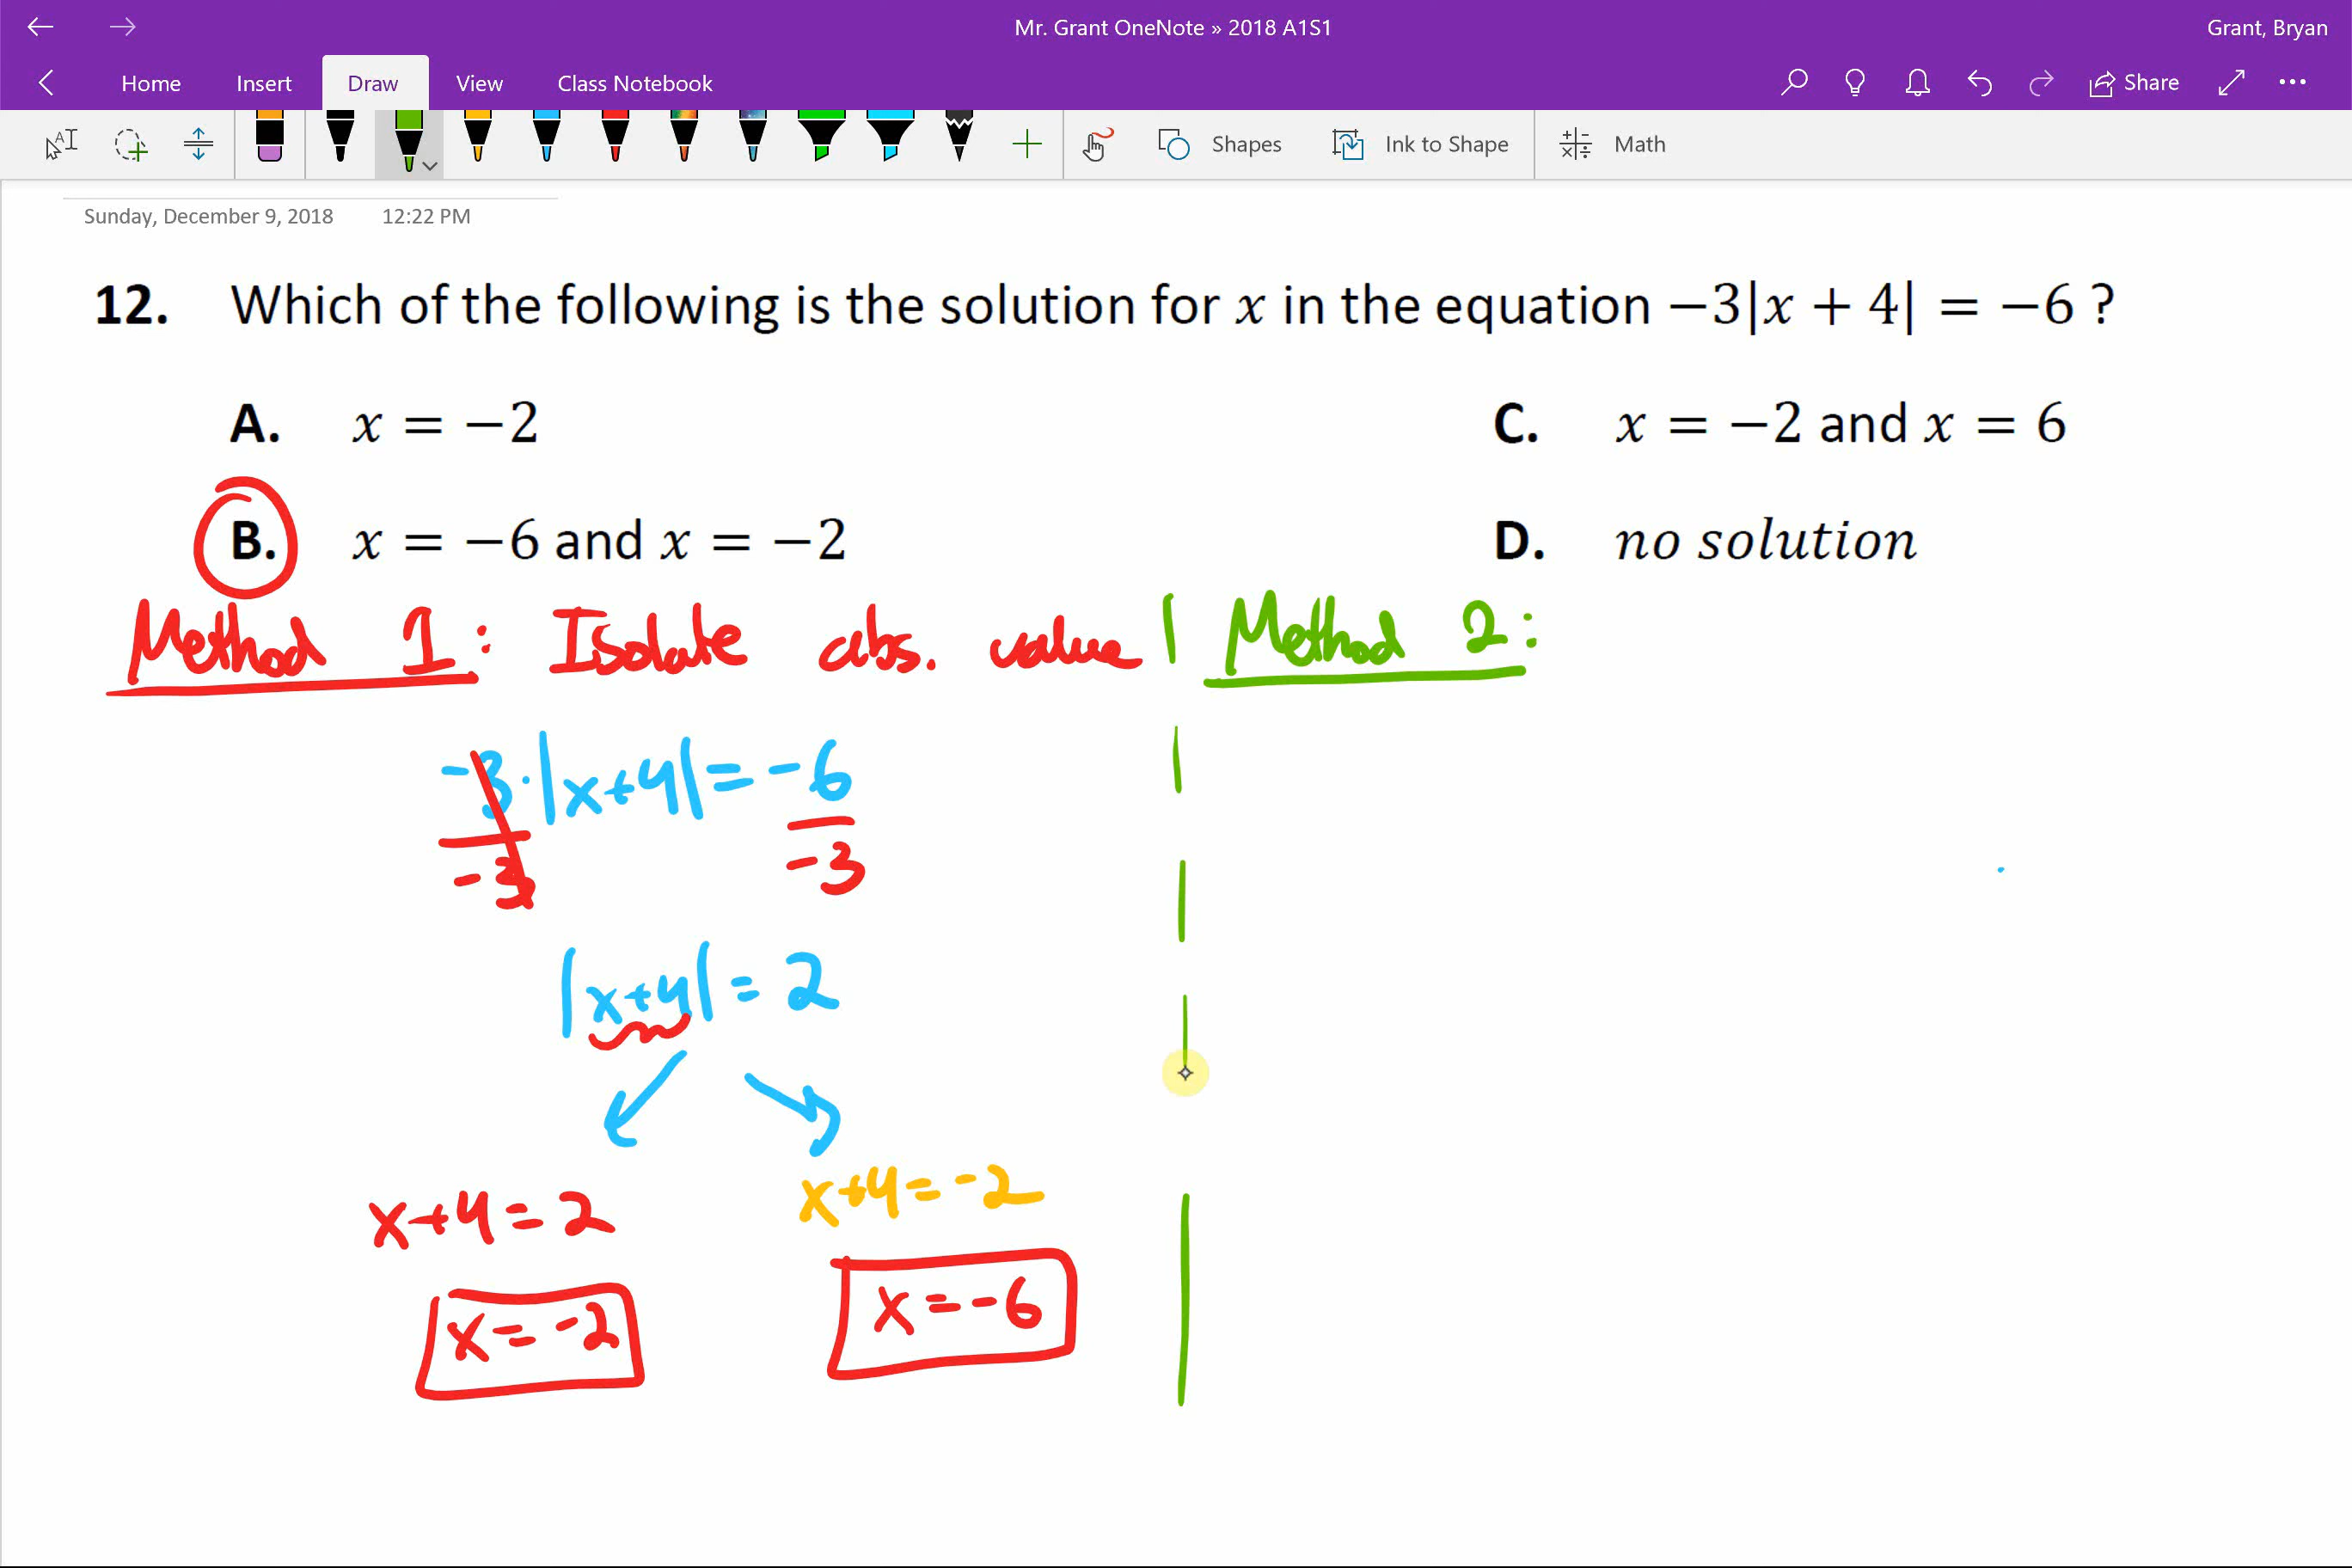 Mr. Grant OneNote » 2018 A1S1
Grant, Bryan
Home Insert Draw View Class Notebook
Share
Shapes Ink to Shape Math
Sunday, December 9, 2018 12:22 PM
12. Which of the following is the solution for x in the equation −3|x + 4| = −6 ?
A. x = −2
C. x = −2 and x = 6
B. x = −6 and x = −2
D. no solution
Method 1: Isolate abs. value
-3·|x+4|=-6
-3 -3
|x+4|=2
x+4=2
x+4=-2
x=-2
x=-6
Method 2: